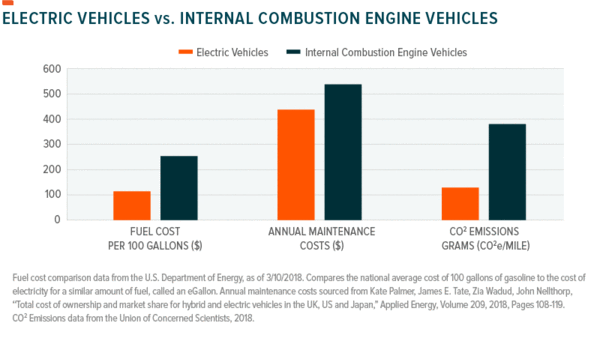 ELECTRIC VEHICLES vs. INTERNAL COMBUSTION ENGINE VEHICLES
Electric Vehicles
Internal Combustion Engine Vehicles
600
500
400
300
200
100
0
FUEL COST
PER 100 GALLONS ($)
ANNUAL MAINTENANCE
COSTS ($)
CO² EMISSIONS
GRAMS (CO²e/MILE)
Fuel cost comparison data from the U.S. Department of Energy, as of 3/10/2018. Compares the national average cost of 100 gallons of gasoline to the cost of
electricity for a similar amount of fuel, called an eGallon. Annual maintenance costs sourced from Kate Palmer, James E. Tate, Zia Wadud, John Nellthorp,
"Total cost of ownership and market share for hybrid and electric vehicles in the UK, US and Japan," Applied Energy, Volume 209, 2018, Pages 108-119.
CO² Emissions data from the Union of Concerned Scientists, 2018.